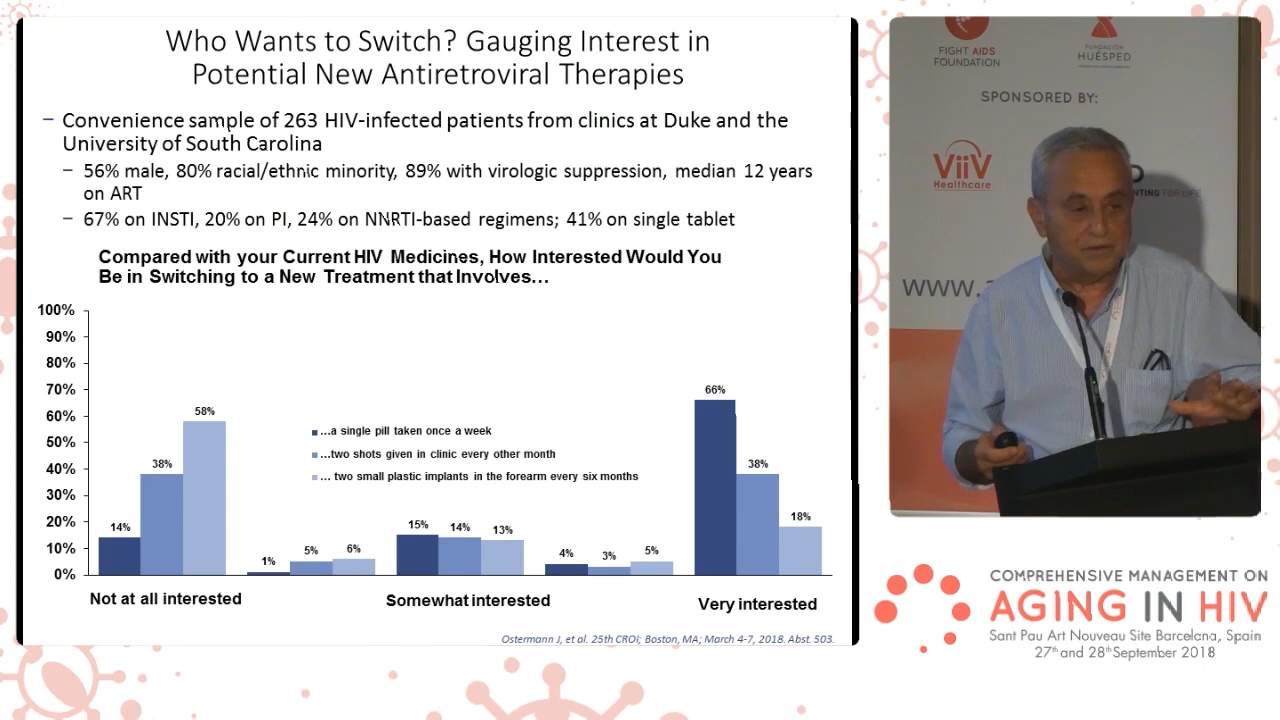 Who Wants to Switch? Gauging Interest in
Potential New Antiretroviral Therapies
– Convenience sample of 263 HIV-infected patients from clinics at Duke and the
University of South Carolina
– 56% male, 80% racial/ethnic minority, 89% with virologic suppression, median 12 years
on ART
– 67% on INSTI, 20% on PI, 24% on NNRTI-based regimens; 41% on single tablet
Compared with your Current HIV Medicines, How Interested Would You
Be in Switching to a New Treatment that Involves...
100%
90%
80%
70%
60%
50%
40%
30%
20%
10%
0%
14%
38%
58%
1%
5%
6%
15%
14%
13%
4%
3%
5%
66%
38%
18%
...a single pill taken once a week
...two shots given in clinic every other month
... two small plastic implants in the forearm every six months
Not at all interested
Somewhat interested
Very interested
Ostermann J, et al. 25th CROI; Boston, MA; March 4-7, 2018. Abst. 503.
FIGHT AIDS
FOUNDATION
FUNDACIÓN
HUÉSPED
SPONSORED BY:
ViiV
Healthcare
FOR LIFE
www.
COMPREHENSIVE MANAGEMENT ON
AGING IN HIV
Sant Pau Art Nouveau Site Barcelona, Spain
27th and 28th September 2018